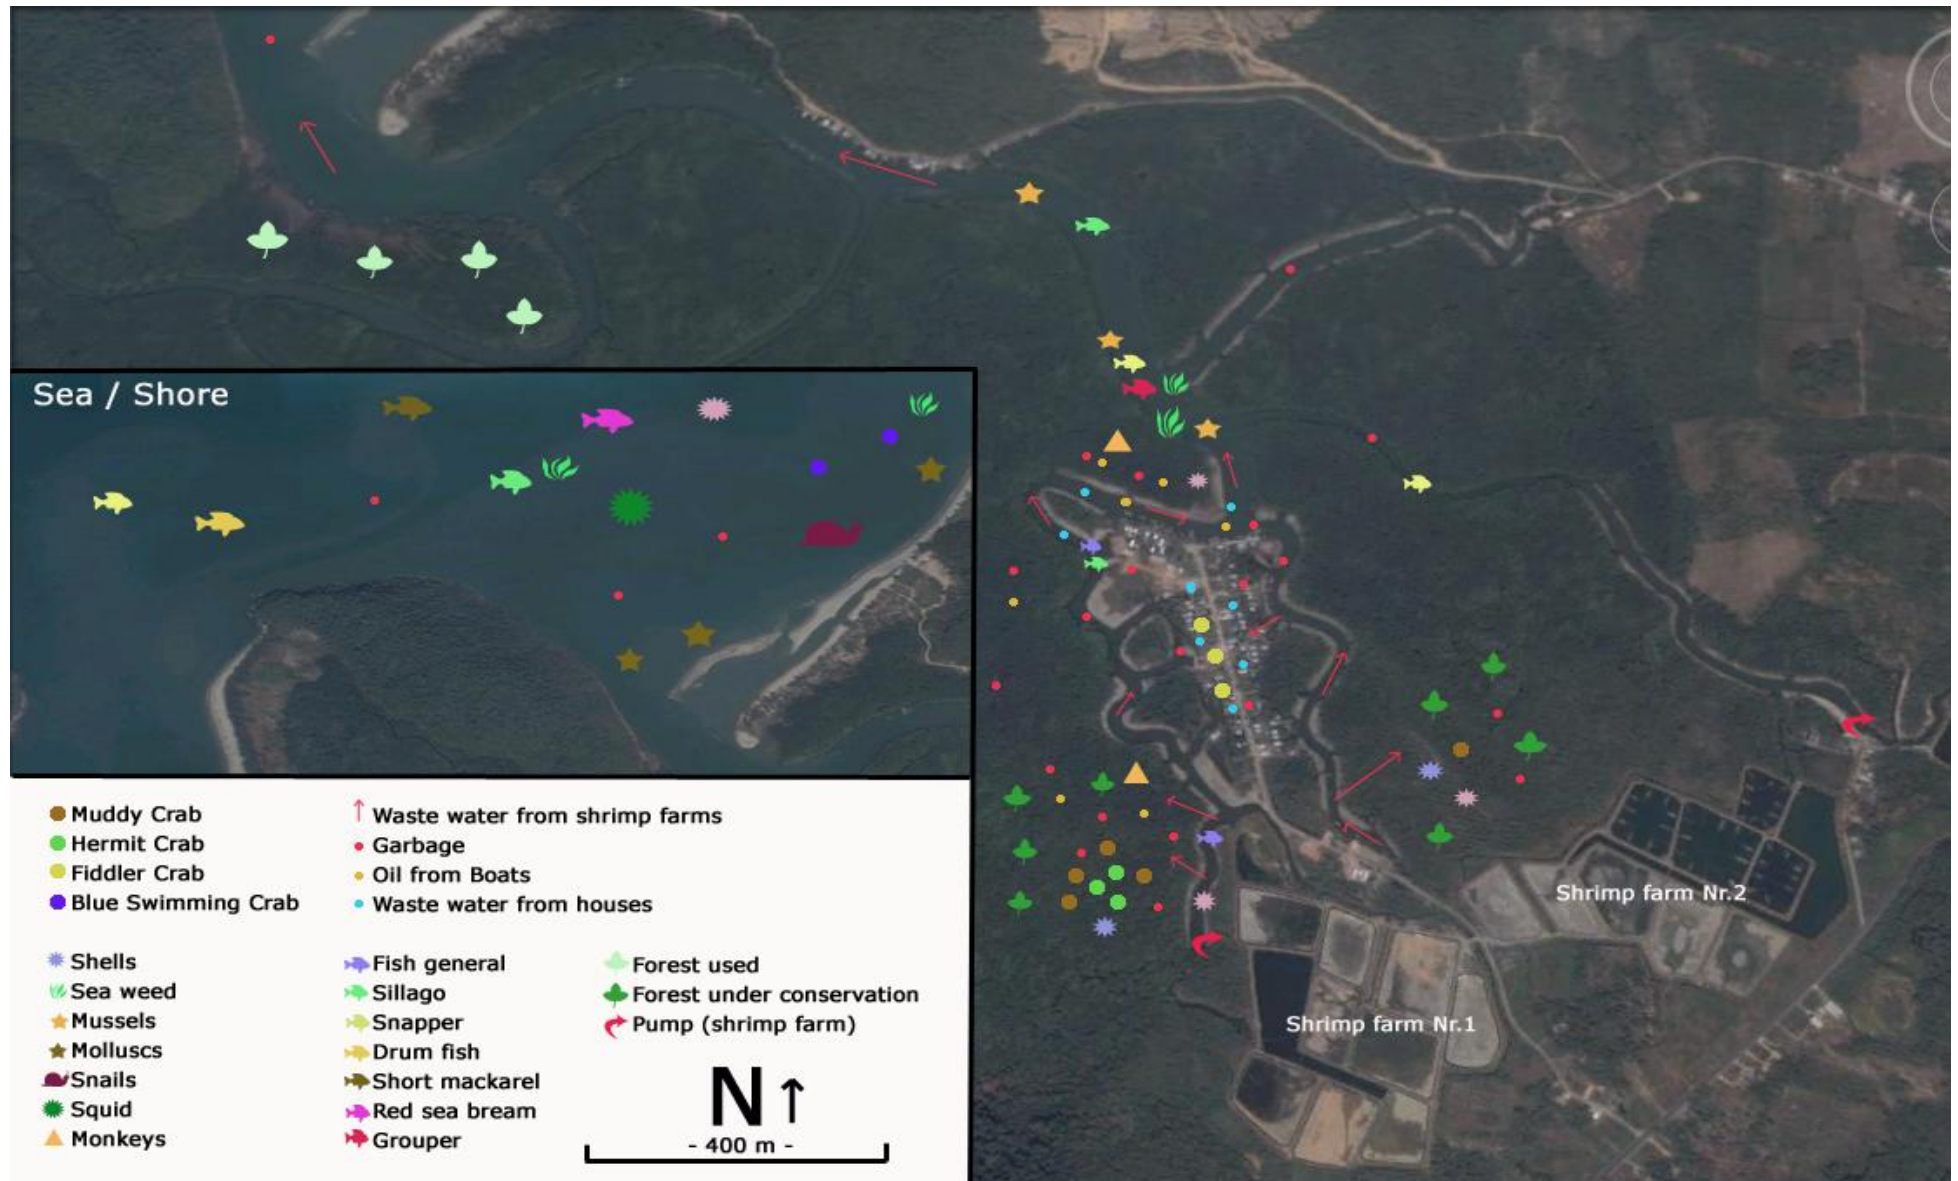 Sea / Shore
Shrimp farm Nr.2
Shrimp farm Nr.1
Muddy Crab
Hermit Crab
Fiddler Crab
Blue Swimming Crab
Waste water from shrimp farms
Garbage
Oil from Boats
Waste water from houses
Shells
Sea weed
Mussels
Molluscs
Snails
Squid
Monkeys
Fish general
Sillago
Snapper
Drum fish
Short mackarel
Red sea bream
Grouper
Forest used
Forest under conservation
Pump (shrimp farm)
N
- 400 m -